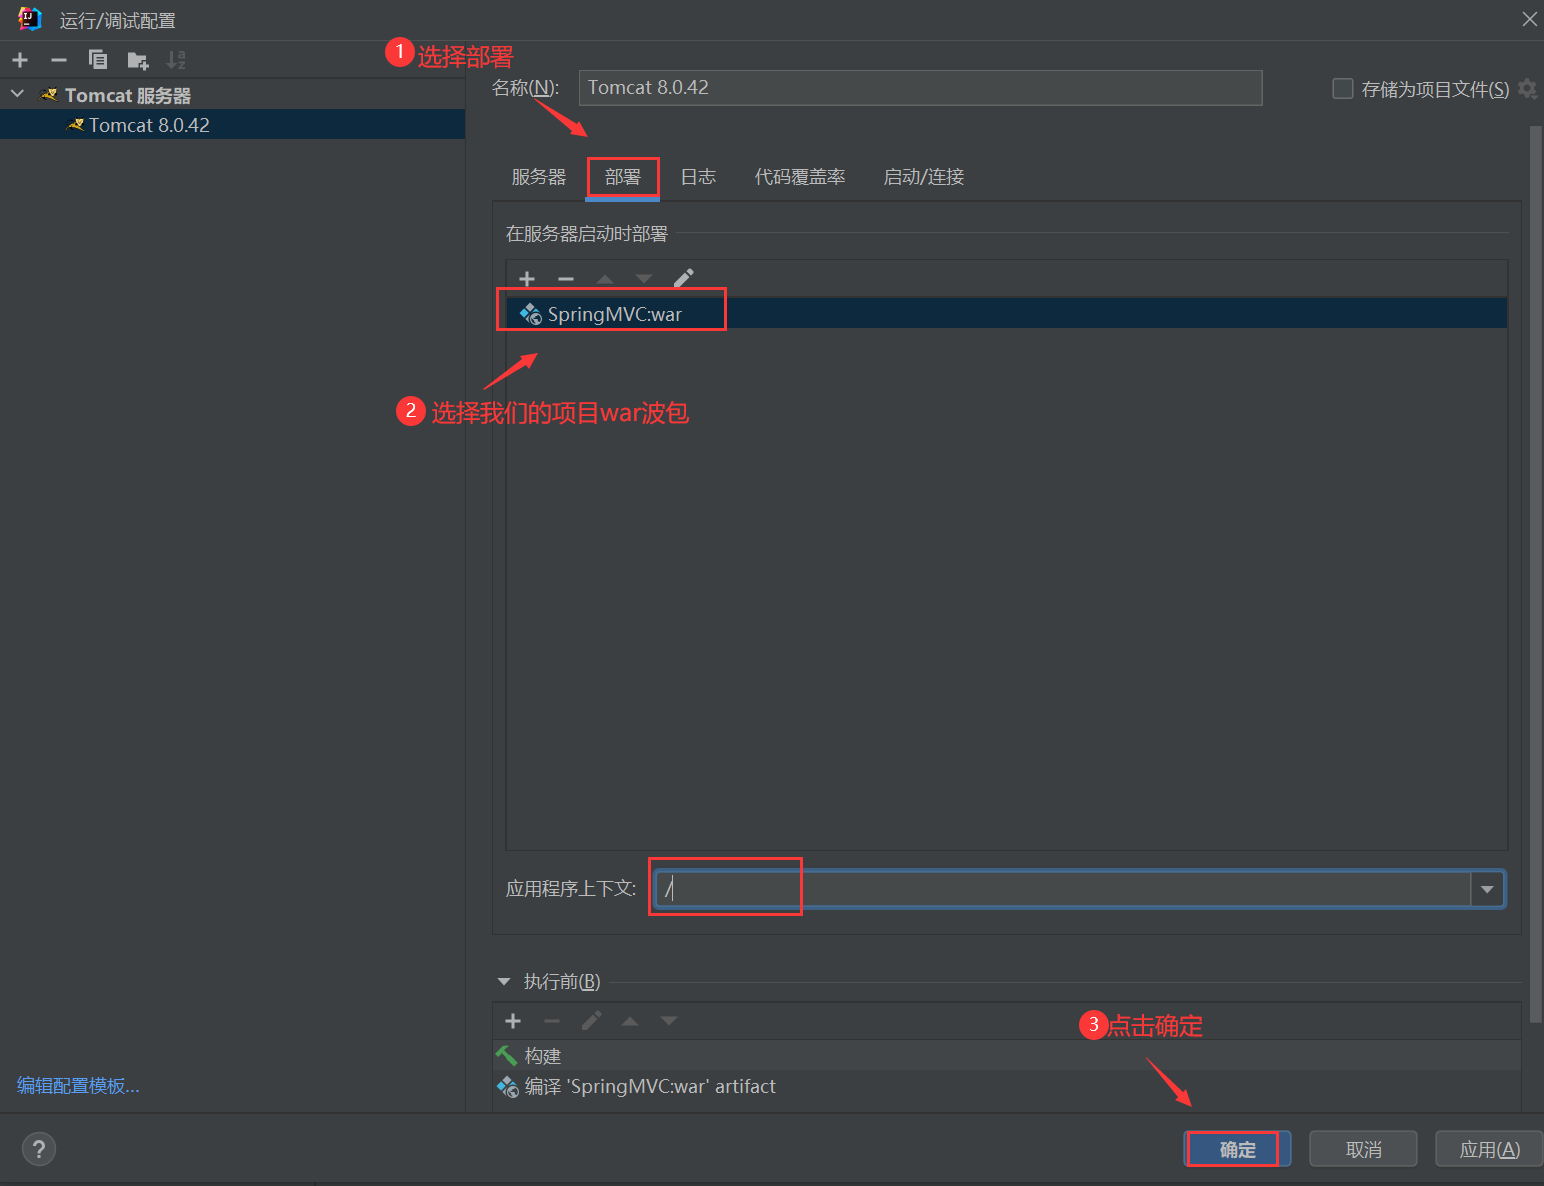 运行/调试配置
1 选择部署
Tomcat 服务器
Tomcat 8.0.42
名称(N):
Tomcat 8.0.42
存储为项目文件(S)
服务器
部署
日志
代码覆盖率
启动/连接
在服务器启动时部署
SpringMVC:war
2 选择我们的项目war波包
应用程序上下文:
/
执行前(B)
3 点击确定
构建
编译 'SpringMVC:war' artifact
编辑配置模板...
?
确定
取消
应用(A)